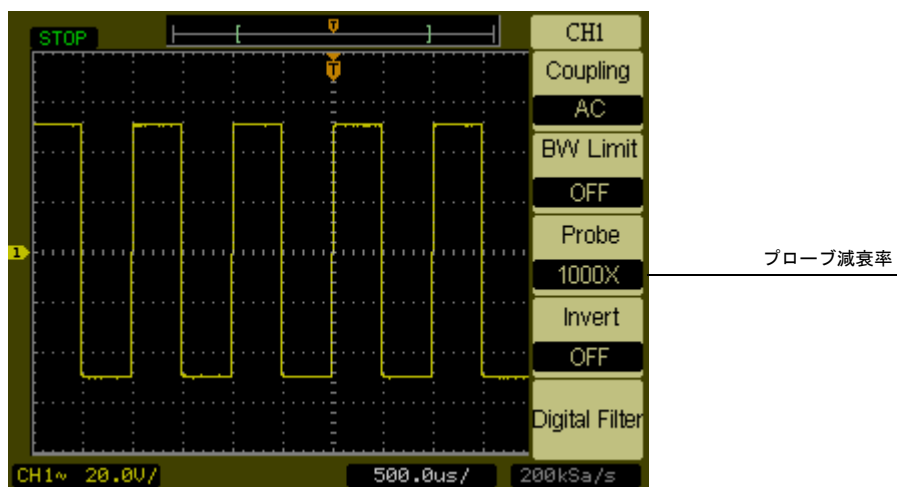 STOP
T
T
CH1
Coupling
AC
BW Limit
OFF
Probe
1000X
プローブ減衰率
Invert
OFF
Digital Filter
1
CH1~ 20.0V/
500.0us/
200kSa/s